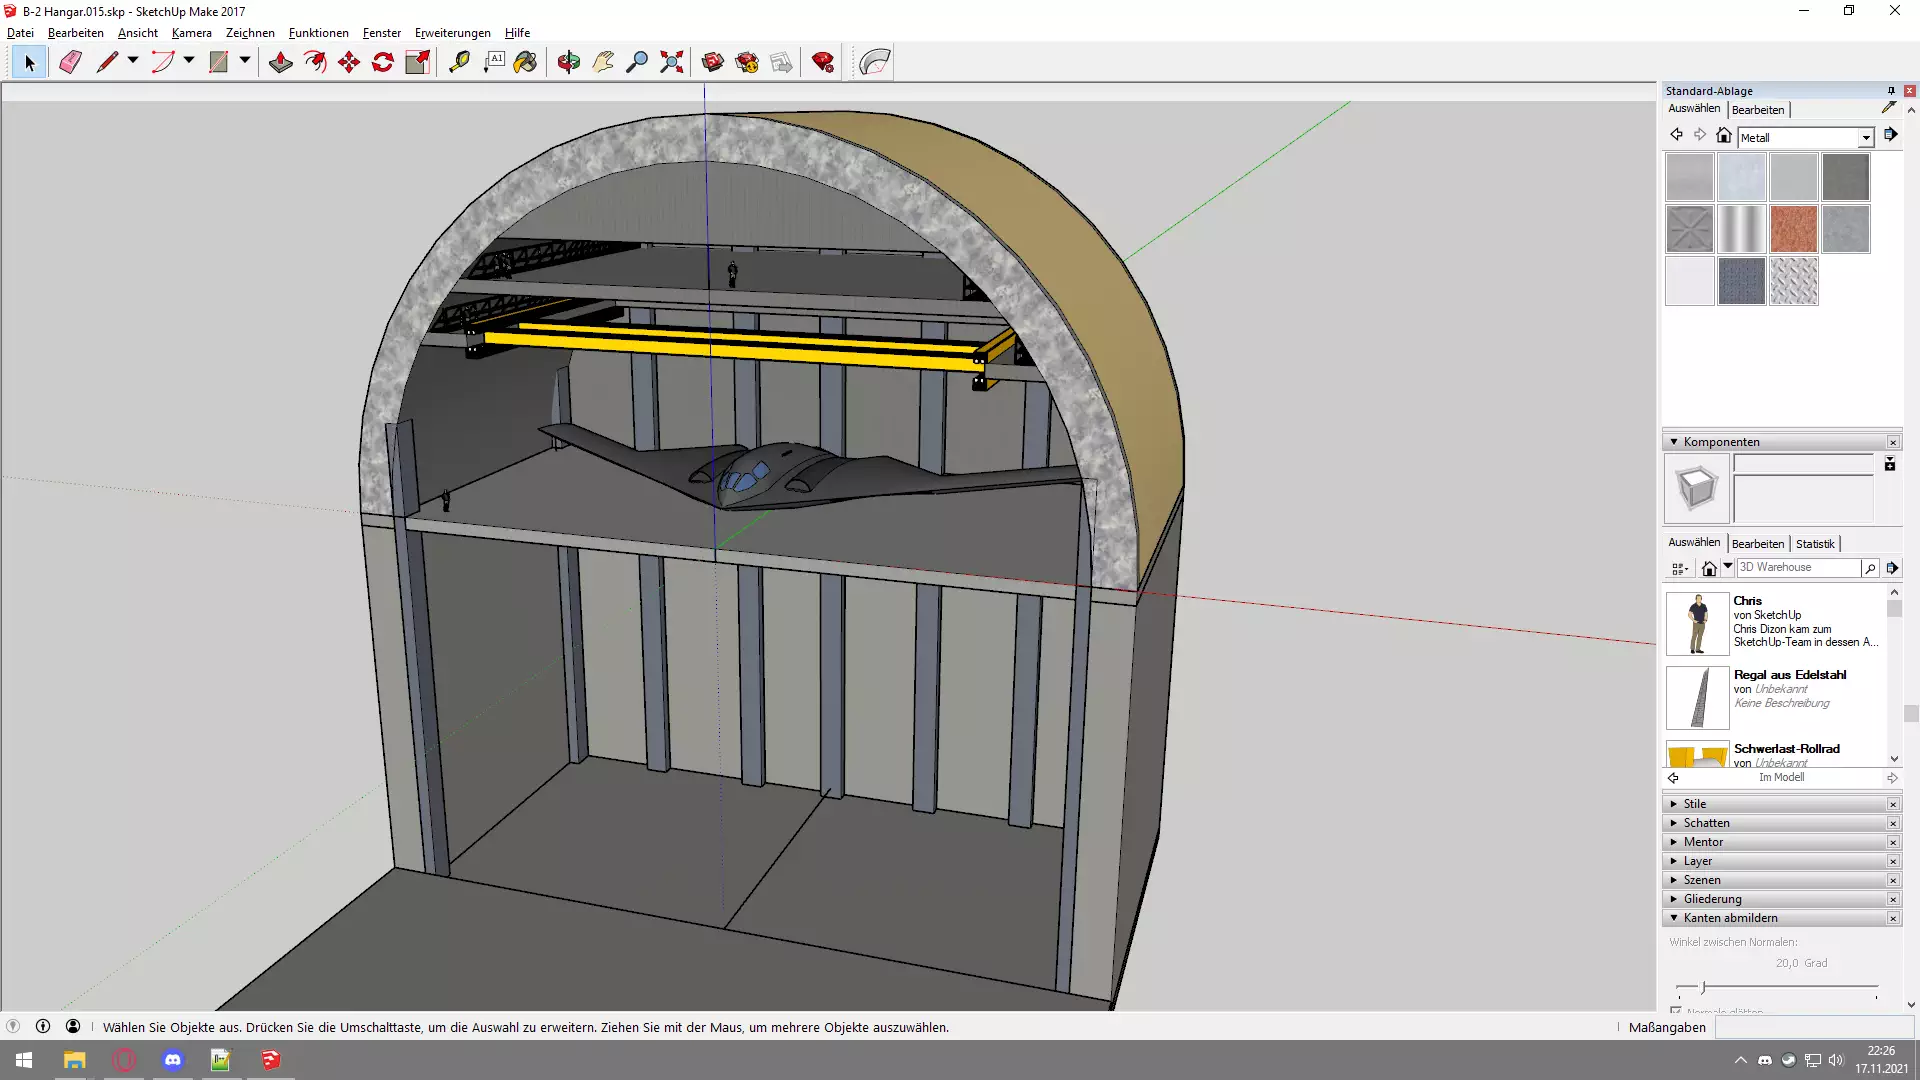 B-2 Hangar.015.skp - SketchUp Make 2017
Datei Bearbeiten Ansicht Kamera Zeichnen Funktionen Fenster Erweiterungen Hilfe
A1
Standard-Ablage
Auswählen Bearbeiten
Metall
Komponenten
Auswählen Bearbeiten Statistik
3D Warehouse
Chris
von SketchUp
Chris Dizon kam zum
SketchUp-Team in dessen A...
Regal aus Edelstahl
von Unbekannt
Keine Beschreibung
Schwerlast-Rollrad
von Unbekannt
Im Modell
Stile
Schatten
Mentor
Layer
Szenen
Gliederung
Kanten abmildern
Winkel zwischen Normalen:
20,0 Grad
Normale glätten
Wählen Sie Objekte aus. Drücken Sie die Umschalttaste, um die Auswahl zu erweitern. Ziehen Sie mit der Maus, um mehrere Objekte auszuwählen.
Maßangaben
22:26
17.11.2021